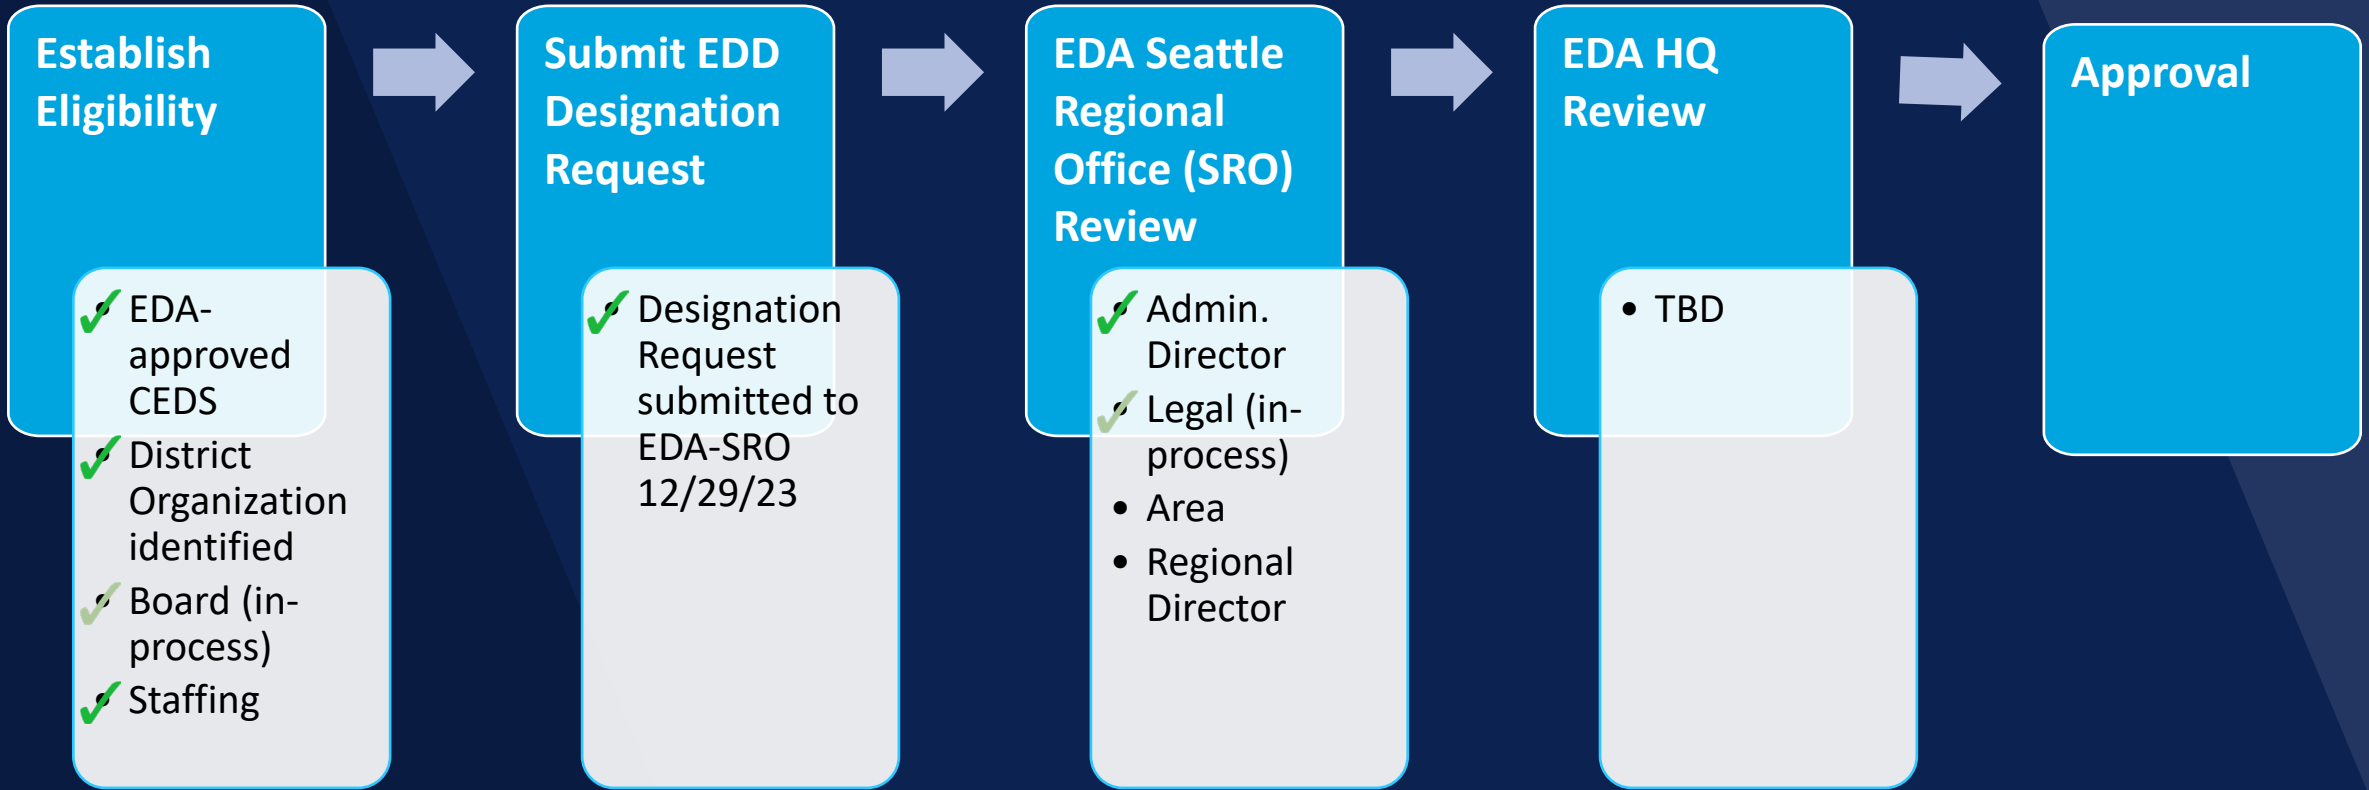 Establish
Eligibility
✓ EDA-
approved
CEDS
✓ District
Organization
identified
✓ Board (in-
process)
✓ Staffing
Submit EDD
Designation
Request
✓ Designation
Request
submitted to
EDA-SRO
12/29/23
EDA Seattle
Regional
Office (SRO)
Review
✓ Admin.
Director
✓ Legal (in-
process)
• Area
• Regional
Director
EDA HQ
Review
• TBD
Approval